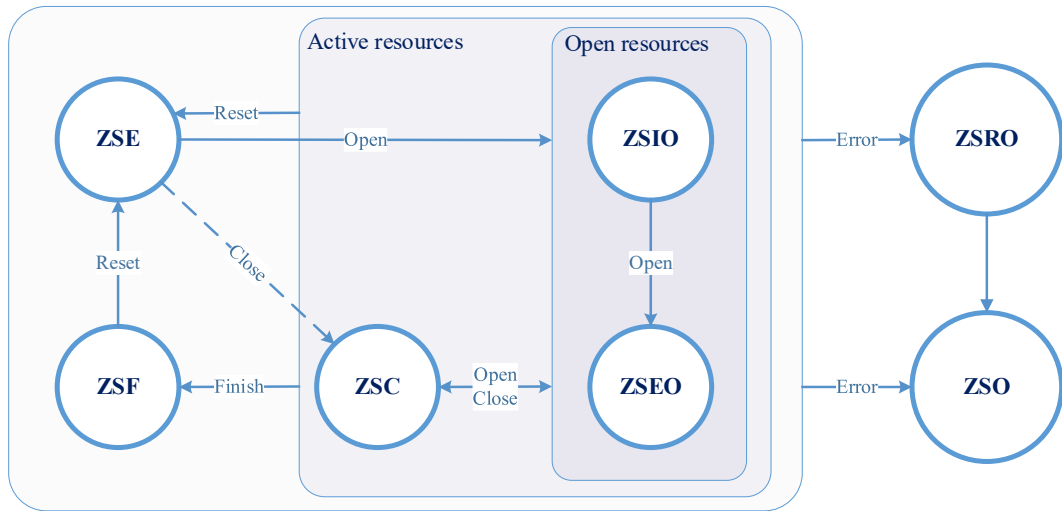 Active resources
Open resources
Reset
ZSE
Open
ZSIO
Error
ZSRO
Close
Reset
Open
ZSF
Finish
ZSC
Open
Close
ZSEO
Error
ZSO